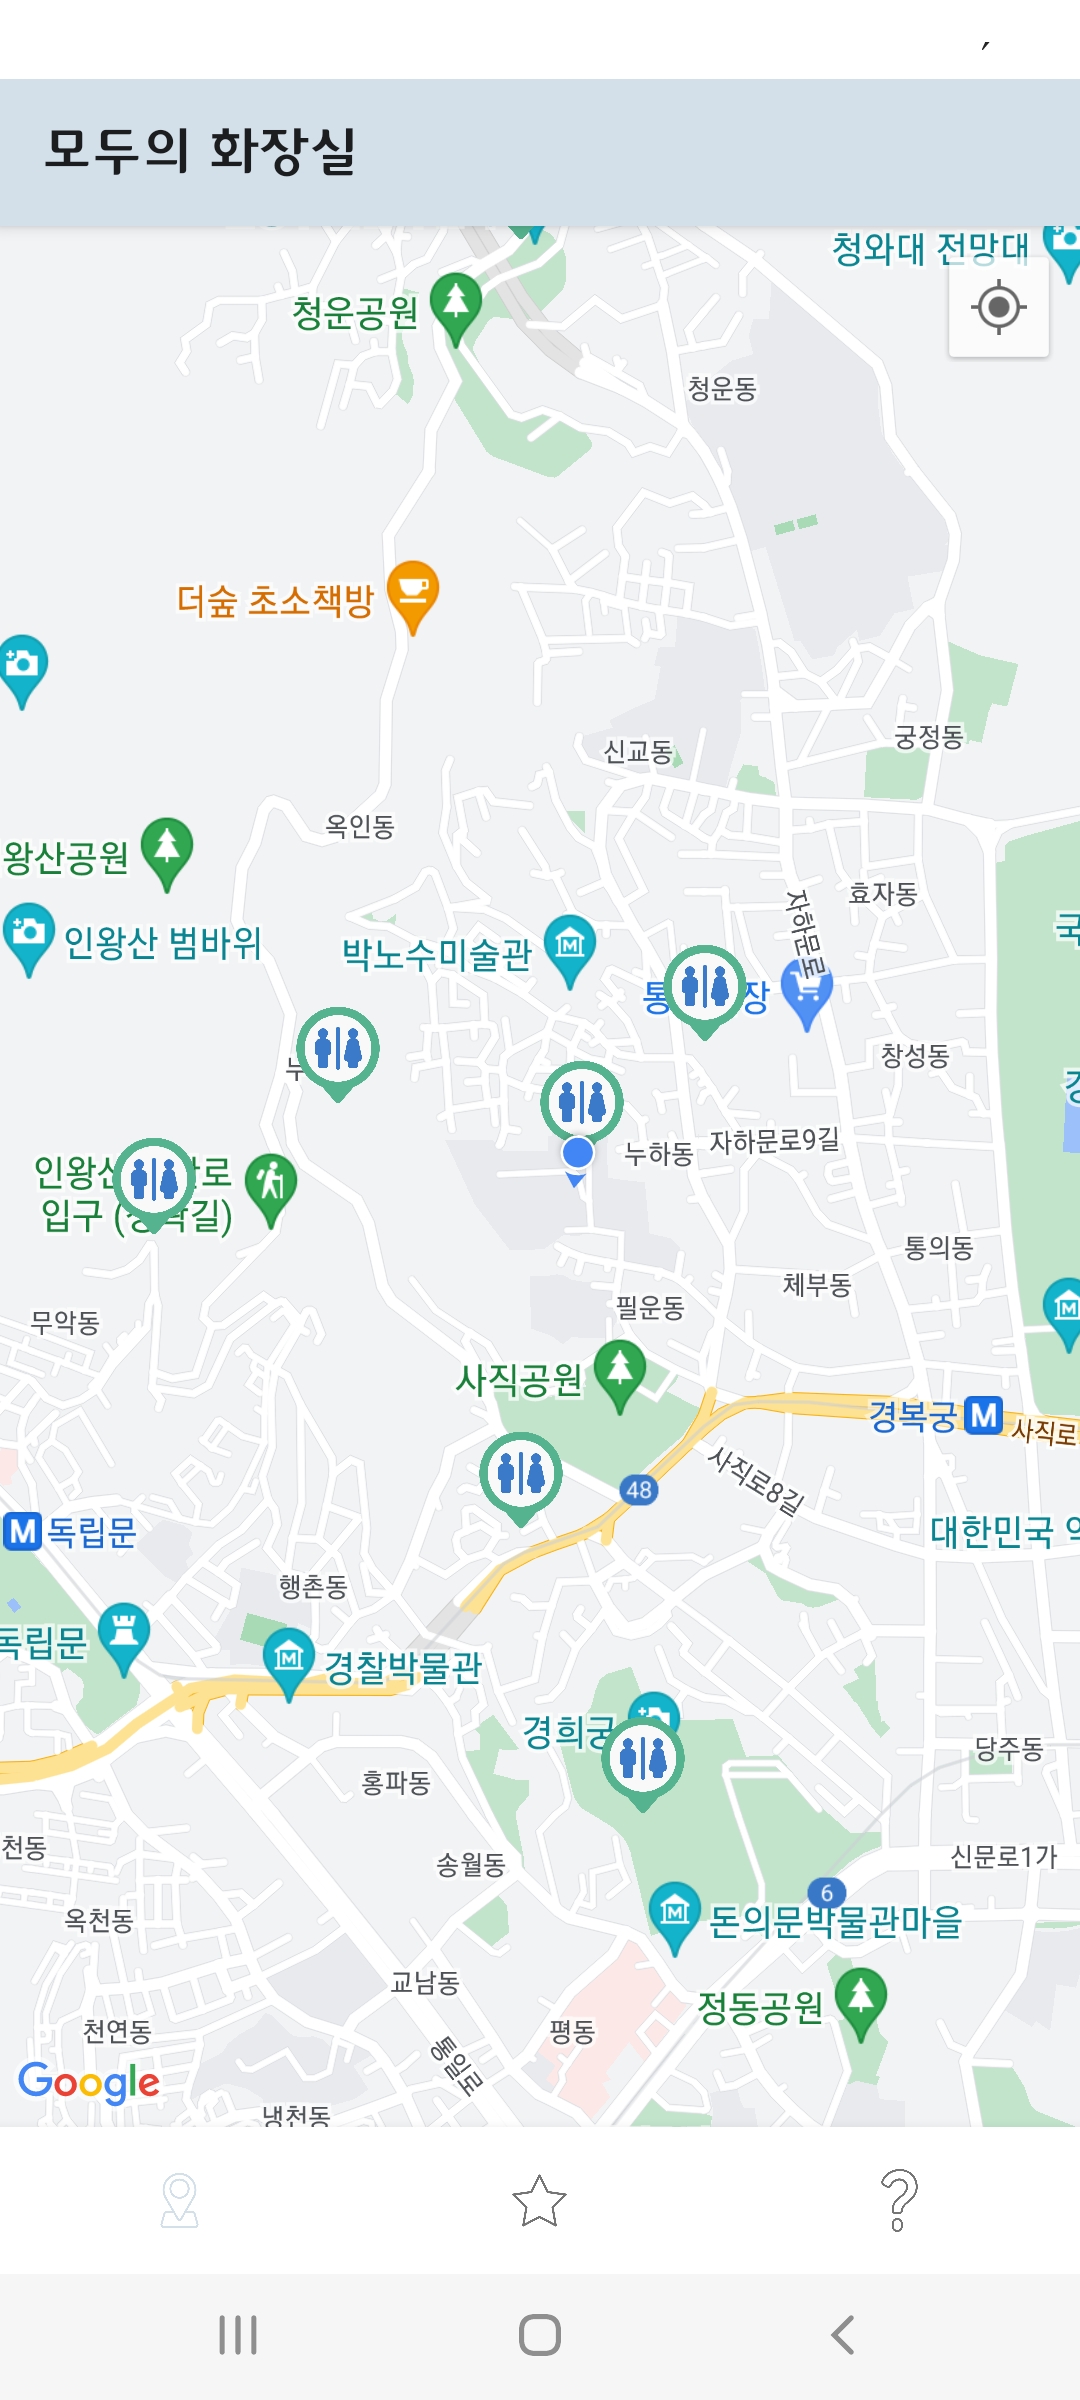 모두의 화장실
청와대 전망대
청운공원
청운동
더숲 초소책방
궁정동
신교동
옥인동
왕산공원
효자동
자하문로
인왕산 범바위
박노수미술관
창성동
누하동
자하문로9길
입구
통의동
체부동
필운동
무악동
사직공원
경복궁
사직로
사직로8길
48
독립문
대한민국
행촌동
독립문
경찰박물관
경희궁
당주동
홍파동
천동
송월동
신문로1가
6
옥천동
돈의문박물관마을
교남동
정동공원
천연동
평동
통일로
Google
냉천동